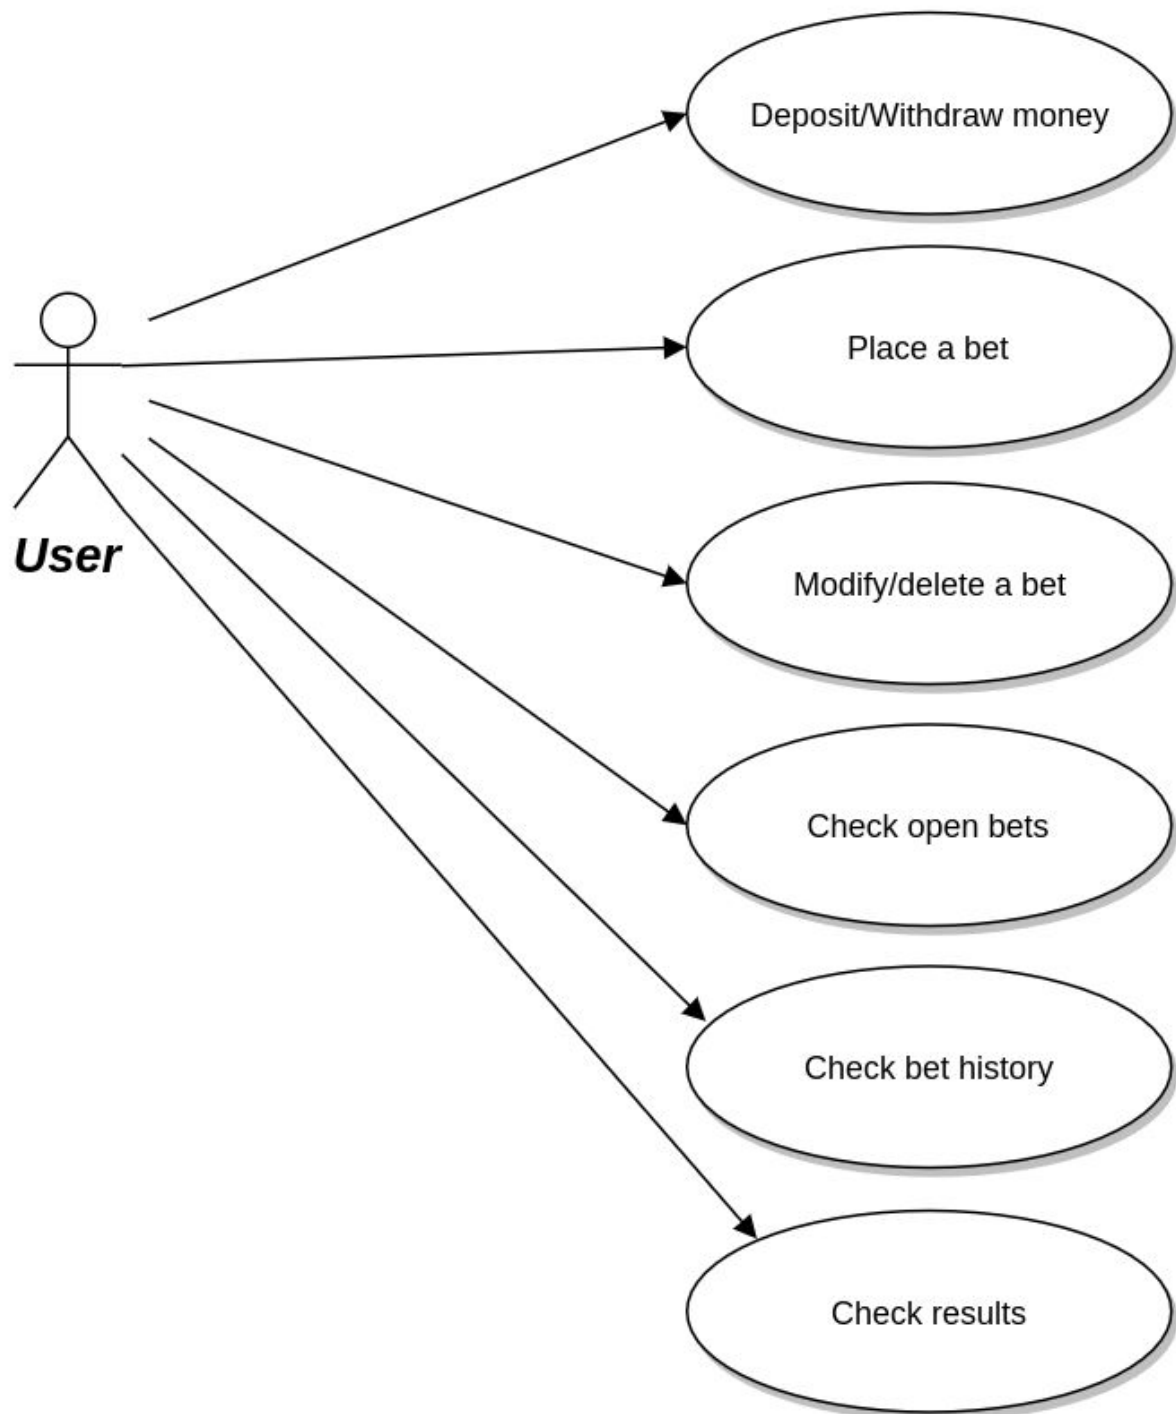 Deposit/Withdraw money
Place a bet
User
Modify/delete a bet
Check open bets
Check bet history
Check results